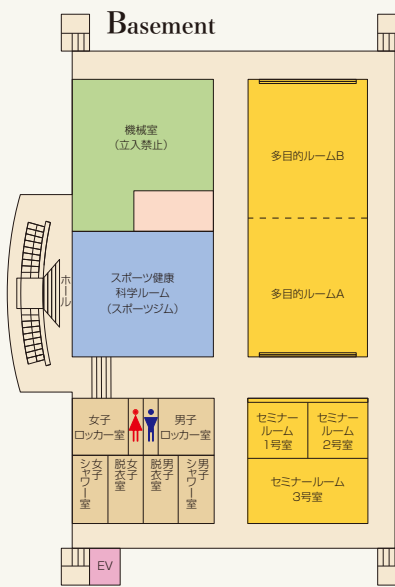 Basement
機械室
(立入禁止)
多目的ルームB
ホール
スポーツ健康
科学ルーム
(スポーツジム)
多目的ルームA
女子
ロッカー室
男子
ロッカー室
セミナー
ルーム
1号室
セミナー
ルーム
2号室
女子
シャワー室
女子
脱衣室
男子
脱衣室
男子
シャワー室
セミナールーム
3号室
EV